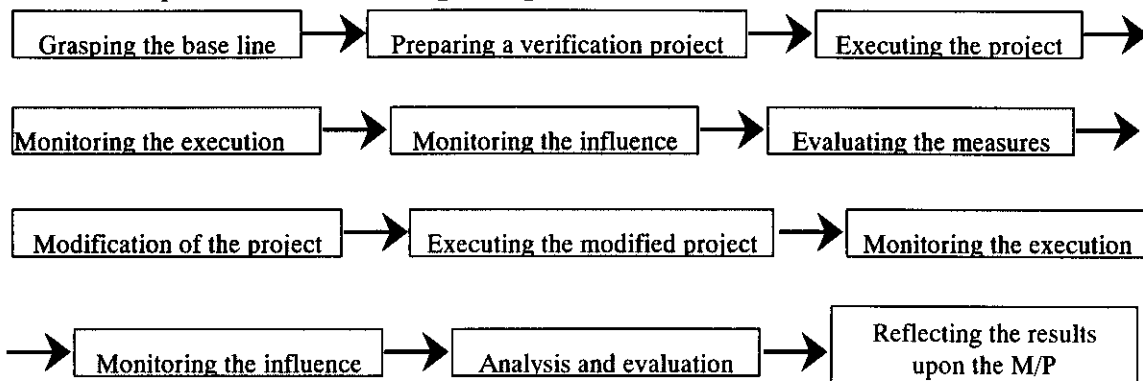 Grasping the base line Preparing a verification project Executing the project
Monitoring the execution Monitoring the influence Evaluating the measures
Modification of the project Executing the modified project Monitoring the execution
Monitoring the influence Analysis and evaluation Reflecting the results
upon the M/P